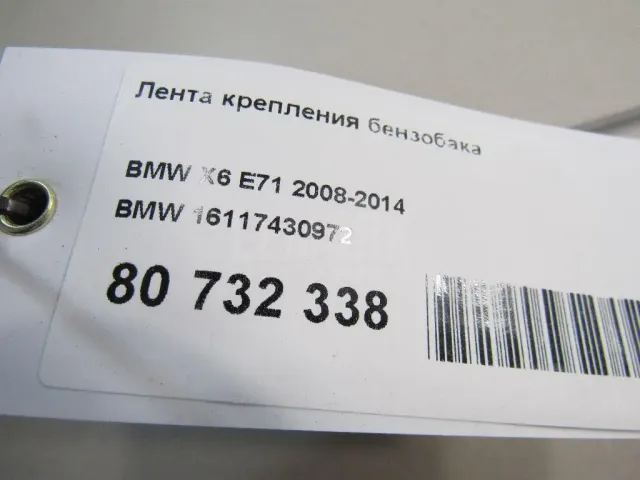 Лента крепления бензобака
BMW X6 E71 2008-2014
BMW 16117430972
80 732 338